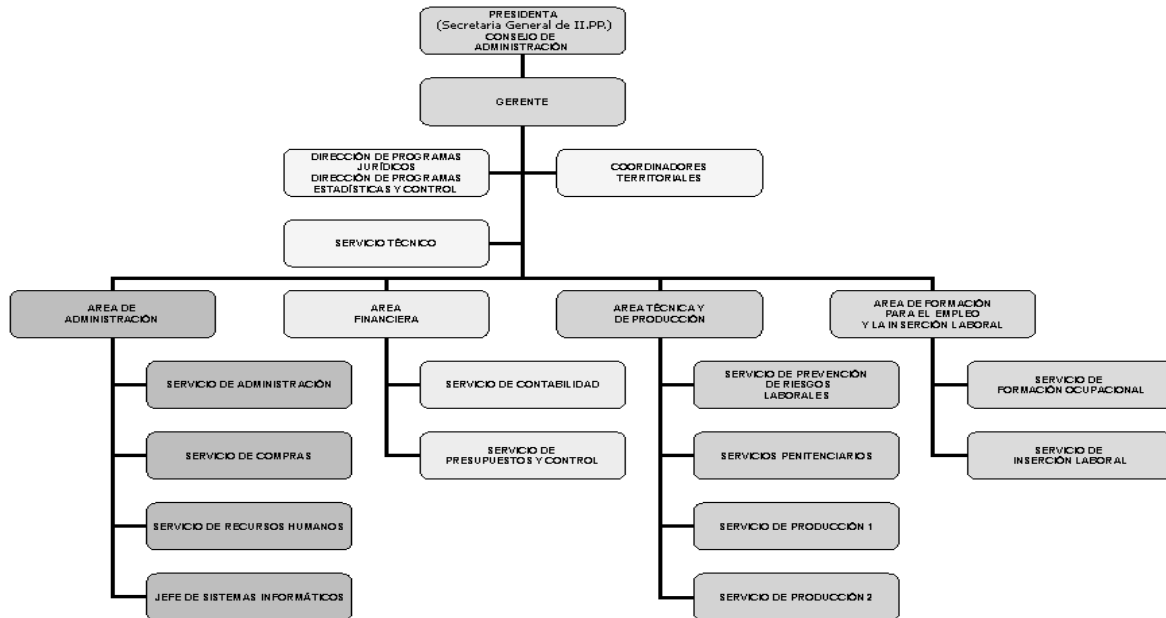 PRESIDENTA
(Secretaria General de II.PP.)
CONSEJO DE
ADMINISTRACIÓN
GERENTE
DIRECCIÓN DE PROGRAMAS
JURÍDICOS
DIRECCIÓN DE PROGRAMAS
ESTADÍSTICAS Y CONTROL
COORDINADORES
TERRITORIALES
SERVICIO TÉCNICO
AREA DE
ADMINISTRACIÓN
AREA
FINANCIERA
AREA TÉCNICA Y
DE PRODUCCIÓN
AREA DE FORMACIÓN
PARA EL EMPLEO
Y LA INSERCIÓN LABORAL
SERVICIO DE ADMINISTRACIÓN
SERVICIO DE COMPRAS
SERVICIO DE RECURSOS HUMANOS
JEFE DE SISTEMAS INFORMÁTICOS
SERVICIO DE CONTABILIDAD
SERVICIO DE
PRESUPUESTOS Y CONTROL
SERVICIO DE PREVENCIÓN
DE RIESGOS
LABORALES
SERVICIOS PENITENCIARIOS
SERVICIO DE PRODUCCIÓN 1
SERVICIO DE PRODUCCIÓN 2
SERVICIO DE
FORMACIÓN OCUPACIONAL
SERVICIO DE
INSERCIÓN LABORAL